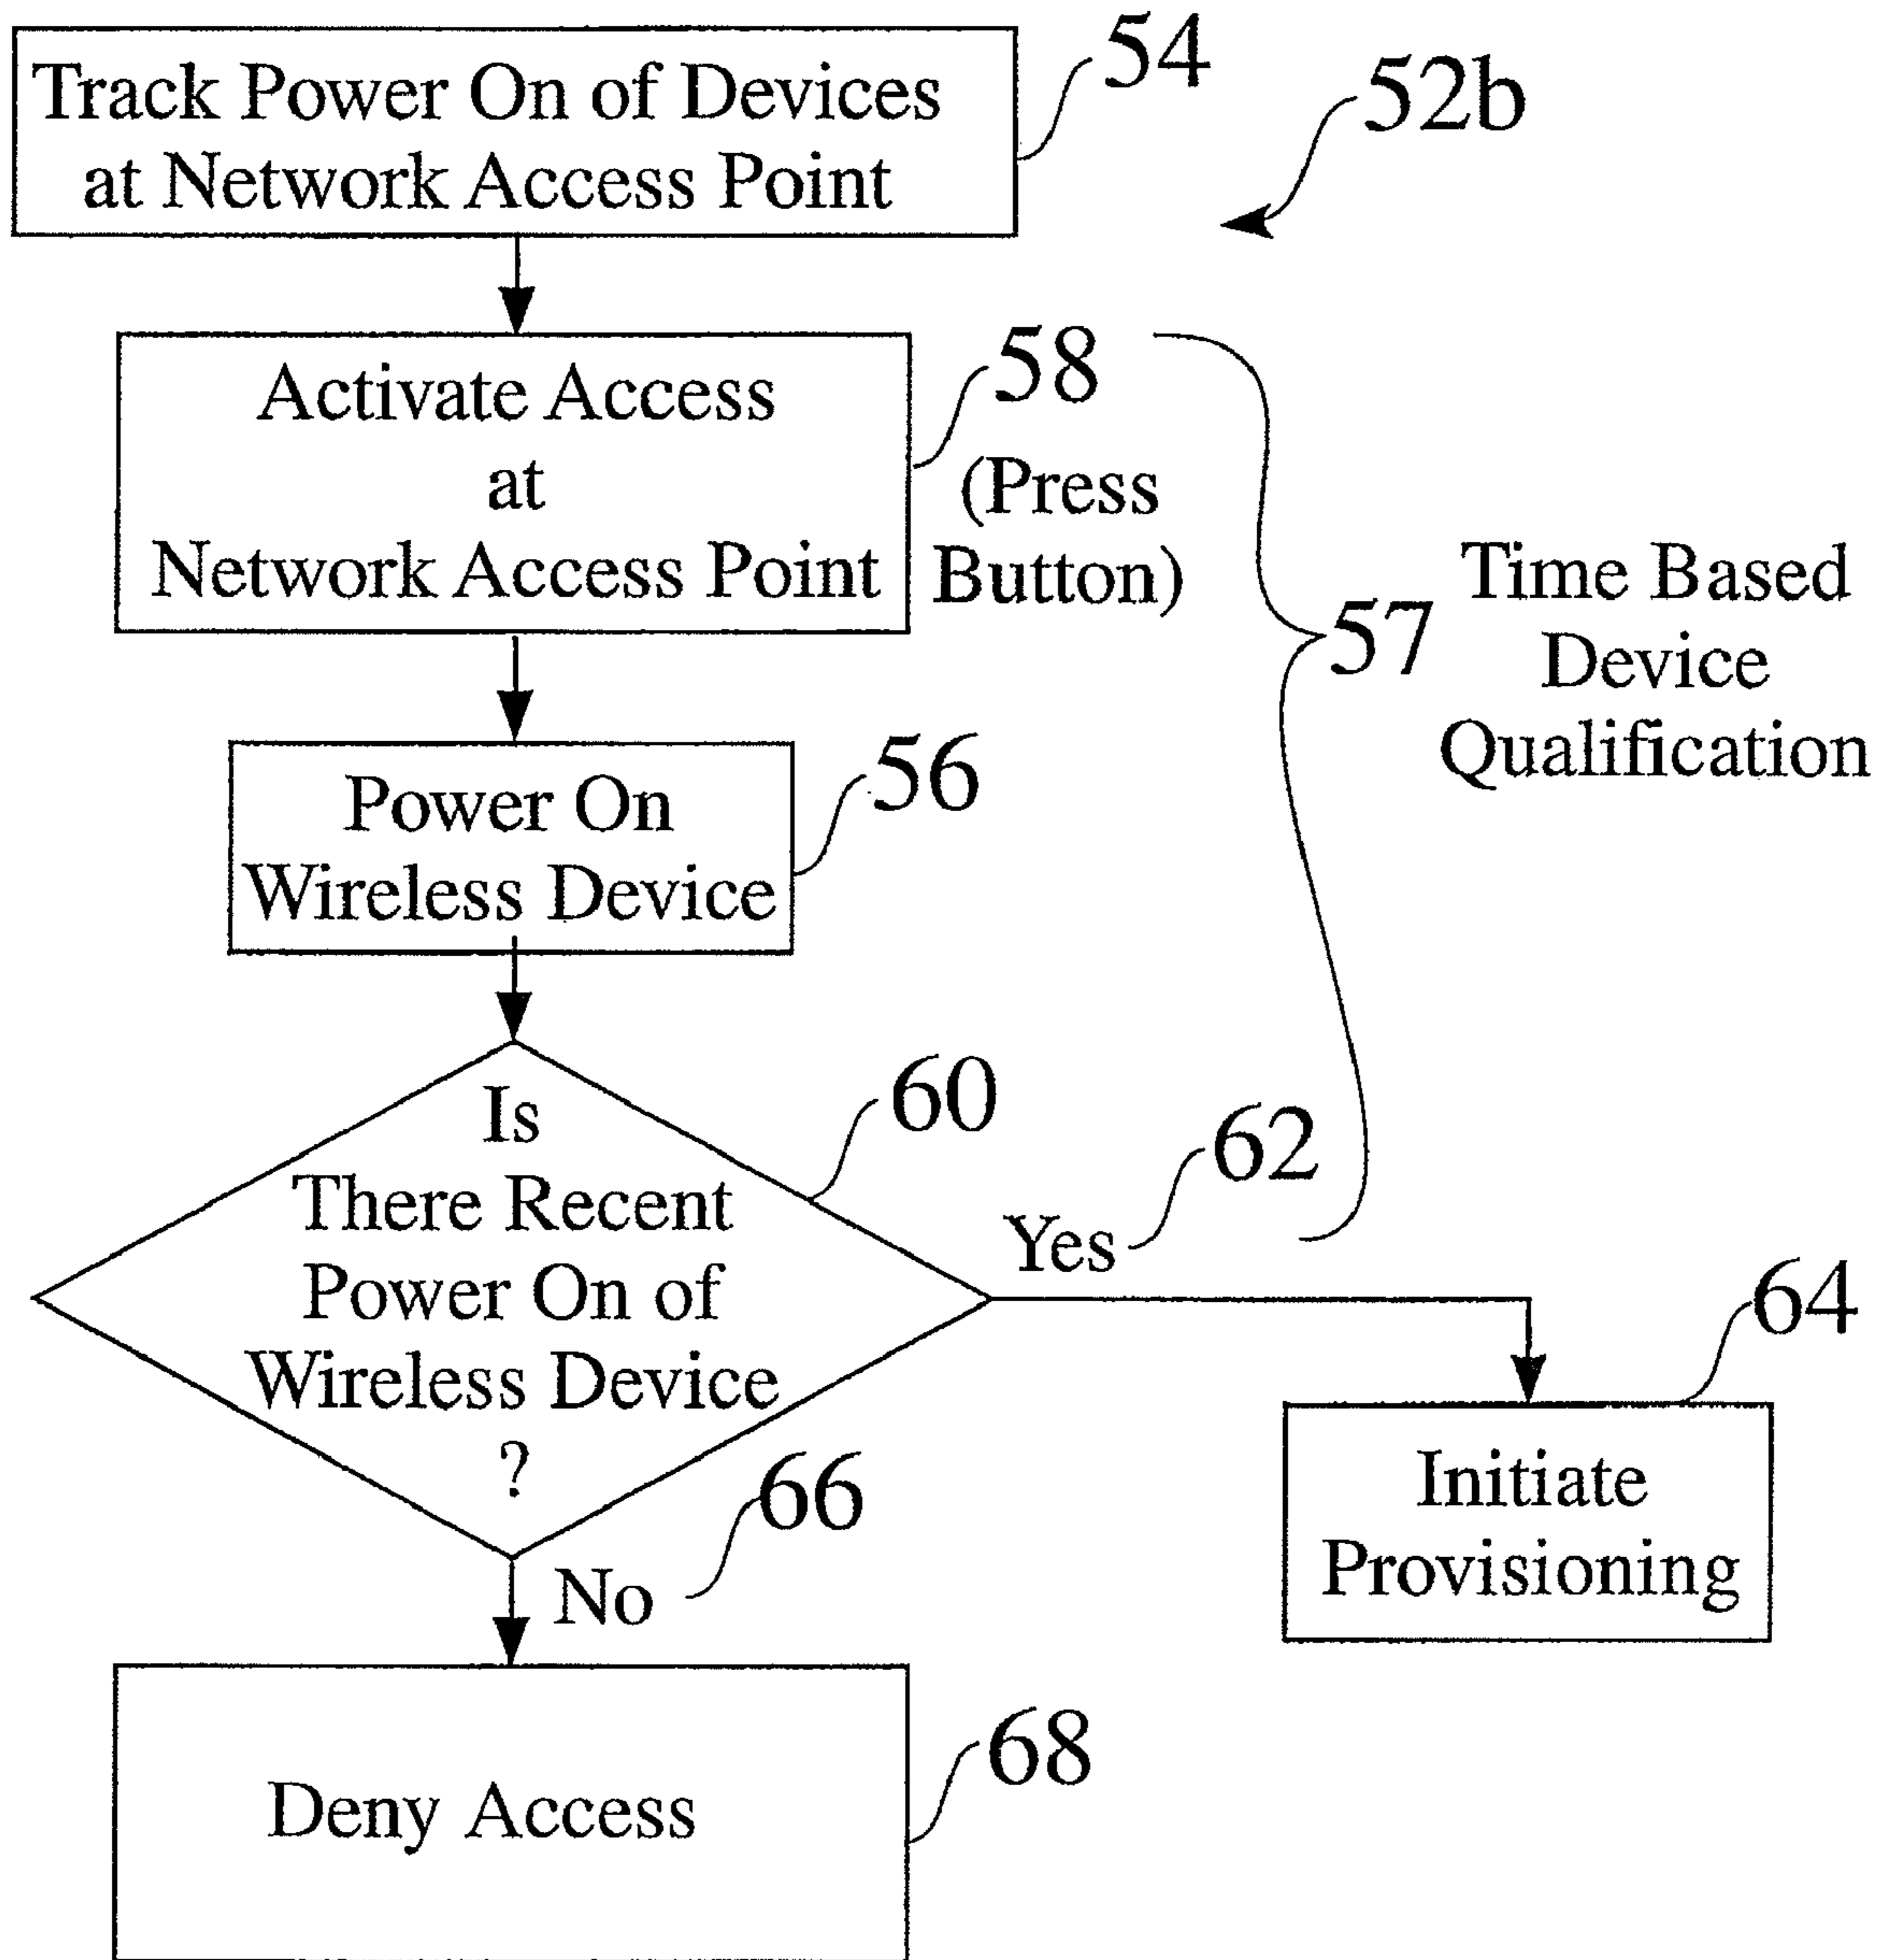 Track Power On of Devices
at Network Access Point
54
52b
Activate Access
at
Network Access Point
58
(Press
Button)
57
Time Based
Device
Qualification
Power On
Wireless Device
56
Is
There Recent
Power On of
Wireless Device
?
60
Yes
62
64
Initiate
Provisioning
No
66
Deny Access
68